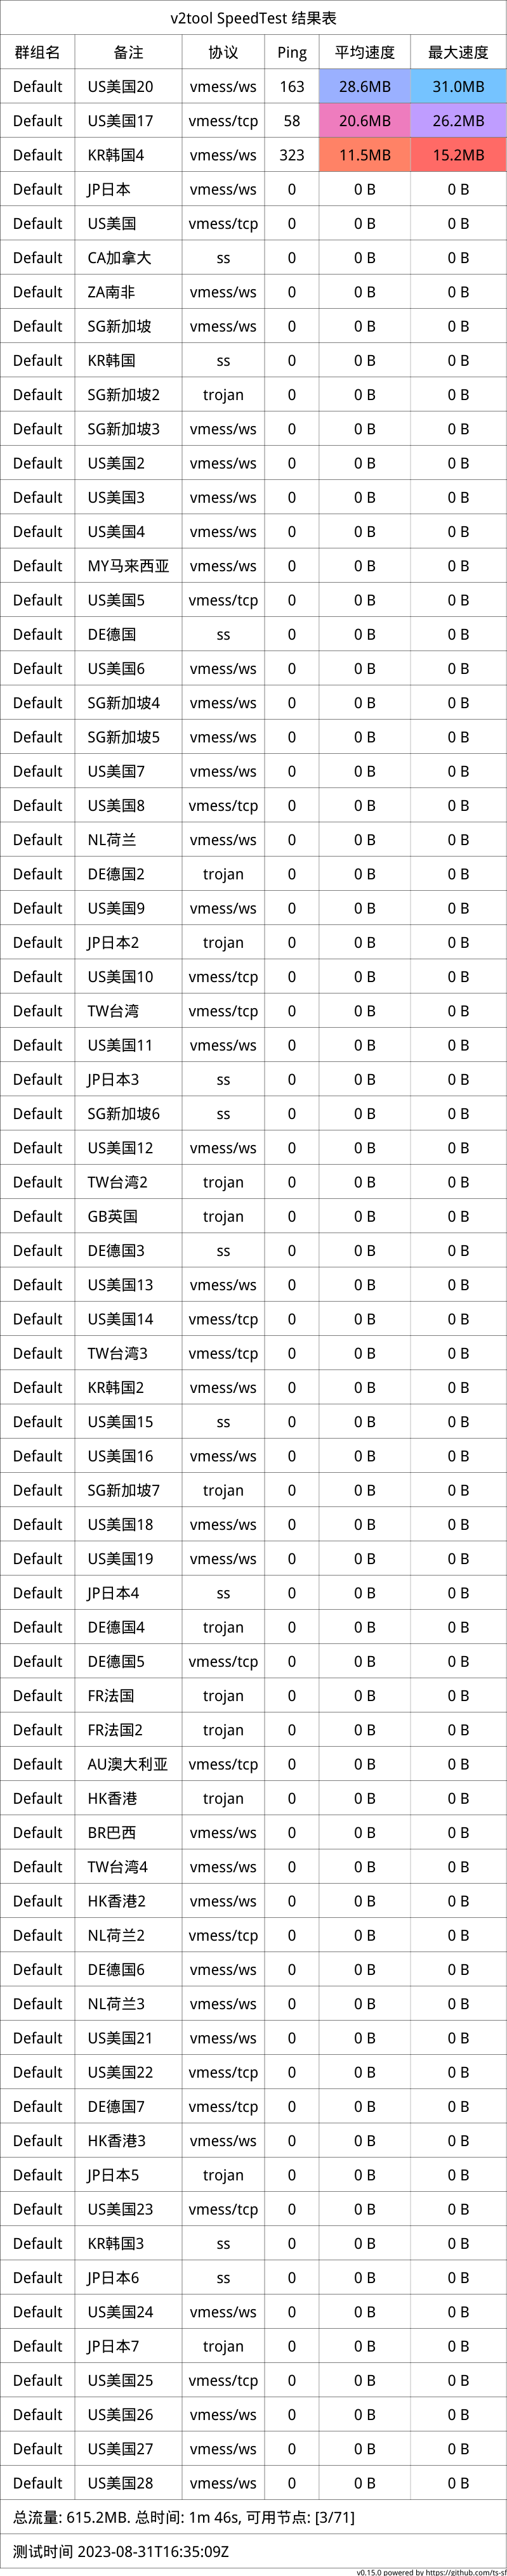 v2tool SpeedTest 结果表
群组名 备注 协议 Ping 平均速度 最大速度
Default US美国20 vmess/ws 163 28.6MB 31.0MB
Default US美国17 vmess/tcp 58 20.6MB 26.2MB
Default KR韩国4 vmess/ws 323 11.5MB 15.2MB
Default JP日本 vmess/ws 0 0 B 0 B
Default US美国 vmess/tcp 0 0 B 0 B
Default CA加拿大 ss 0 0 B 0 B
Default ZA南非 vmess/ws 0 0 B 0 B
Default SG新加坡 vmess/ws 0 0 B 0 B
Default KR韩国 ss 0 0 B 0 B
Default SG新加坡2 trojan 0 0 B 0 B
Default SG新加坡3 vmess/ws 0 0 B 0 B
Default US美国2 vmess/ws 0 0 B 0 B
Default US美国3 vmess/ws 0 0 B 0 B
Default US美国4 vmess/ws 0 0 B 0 B
Default MY马来西亚 vmess/ws 0 0 B 0 B
Default US美国5 vmess/tcp 0 0 B 0 B
Default DE德国 ss 0 0 B 0 B
Default US美国6 vmess/ws 0 0 B 0 B
Default SG新加坡4 vmess/ws 0 0 B 0 B
Default SG新加坡5 vmess/ws 0 0 B 0 B
Default US美国7 vmess/ws 0 0 B 0 B
Default US美国8 vmess/tcp 0 0 B 0 B
Default NL荷兰 vmess/ws 0 0 B 0 B
Default DE德国2 trojan 0 0 B 0 B
Default US美国9 vmess/ws 0 0 B 0 B
Default JP日本2 trojan 0 0 B 0 B
Default US美国10 vmess/tcp 0 0 B 0 B
Default TW台湾 vmess/tcp 0 0 B 0 B
Default US美国11 vmess/ws 0 0 B 0 B
Default JP日本3 ss 0 0 B 0 B
Default SG新加坡6 ss 0 0 B 0 B
Default US美国12 vmess/ws 0 0 B 0 B
Default TW台湾2 trojan 0 0 B 0 B
Default GB英国 trojan 0 0 B 0 B
Default DE德国3 ss 0 0 B 0 B
Default US美国13 vmess/ws 0 0 B 0 B
Default US美国14 vmess/tcp 0 0 B 0 B
Default TW台湾3 vmess/tcp 0 0 B 0 B
Default KR韩国2 vmess/ws 0 0 B 0 B
Default US美国15 ss 0 0 B 0 B
Default US美国16 vmess/ws 0 0 B 0 B
Default SG新加坡7 trojan 0 0 B 0 B
Default US美国18 vmess/ws 0 0 B 0 B
Default US美国19 vmess/ws 0 0 B 0 B
Default JP日本4 ss 0 0 B 0 B
Default DE德国4 trojan 0 0 B 0 B
Default DE德国5 vmess/tcp 0 0 B 0 B
Default FR法国 trojan 0 0 B 0 B
Default FR法国2 trojan 0 0 B 0 B
Default AU澳大利亚 vmess/tcp 0 0 B 0 B
Default HK香港 trojan 0 0 B 0 B
Default BR巴西 vmess/ws 0 0 B 0 B
Default TW台湾4 vmess/ws 0 0 B 0 B
Default HK香港2 vmess/ws 0 0 B 0 B
Default NL荷兰2 vmess/tcp 0 0 B 0 B
Default DE德国6 vmess/ws 0 0 B 0 B
Default NL荷兰3 vmess/ws 0 0 B 0 B
Default US美国21 vmess/ws 0 0 B 0 B
Default US美国22 vmess/tcp 0 0 B 0 B
Default DE德国7 vmess/tcp 0 0 B 0 B
Default HK香港3 vmess/ws 0 0 B 0 B
Default JP日本5 trojan 0 0 B 0 B
Default US美国23 vmess/tcp 0 0 B 0 B
Default KR韩国3 ss 0 0 B 0 B
Default JP日本6 ss 0 0 B 0 B
Default US美国24 vmess/ws 0 0 B 0 B
Default JP日本7 trojan 0 0 B 0 B
Default US美国25 vmess/tcp 0 0 B 0 B
Default US美国26 vmess/ws 0 0 B 0 B
Default US美国27 vmess/ws 0 0 B 0 B
Default US美国28 vmess/ws 0 0 B 0 B
总流量: 615.2MB. 总时间: 1m 46s, 可用节点: [3/71]
测试时间 2023-08-31T16:35:09Z
v0.15.0 powered by https://github.com/ts-sf